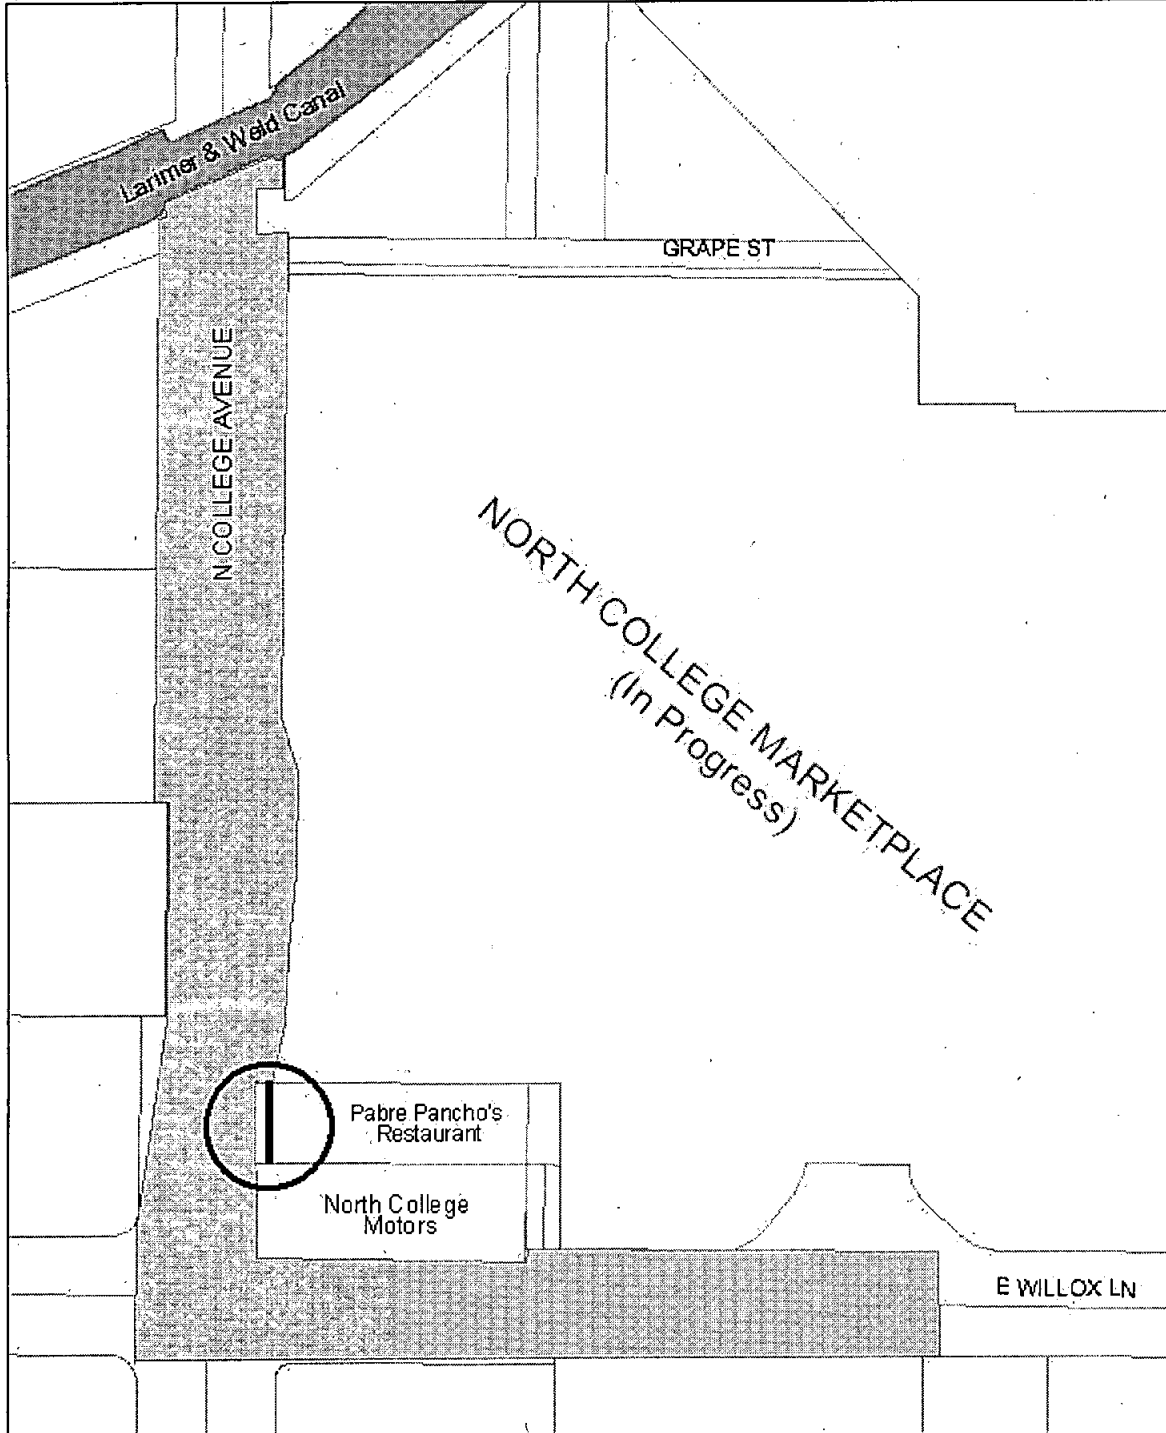 Larimer & Weld Canal
GRAPE ST
N COLLEGE AVENUE
NORTH COLLEGE MARKETPLACE
(In Progress)
Pabre Pancho's
Restaurant
North College
Motors
E WILLOX LN